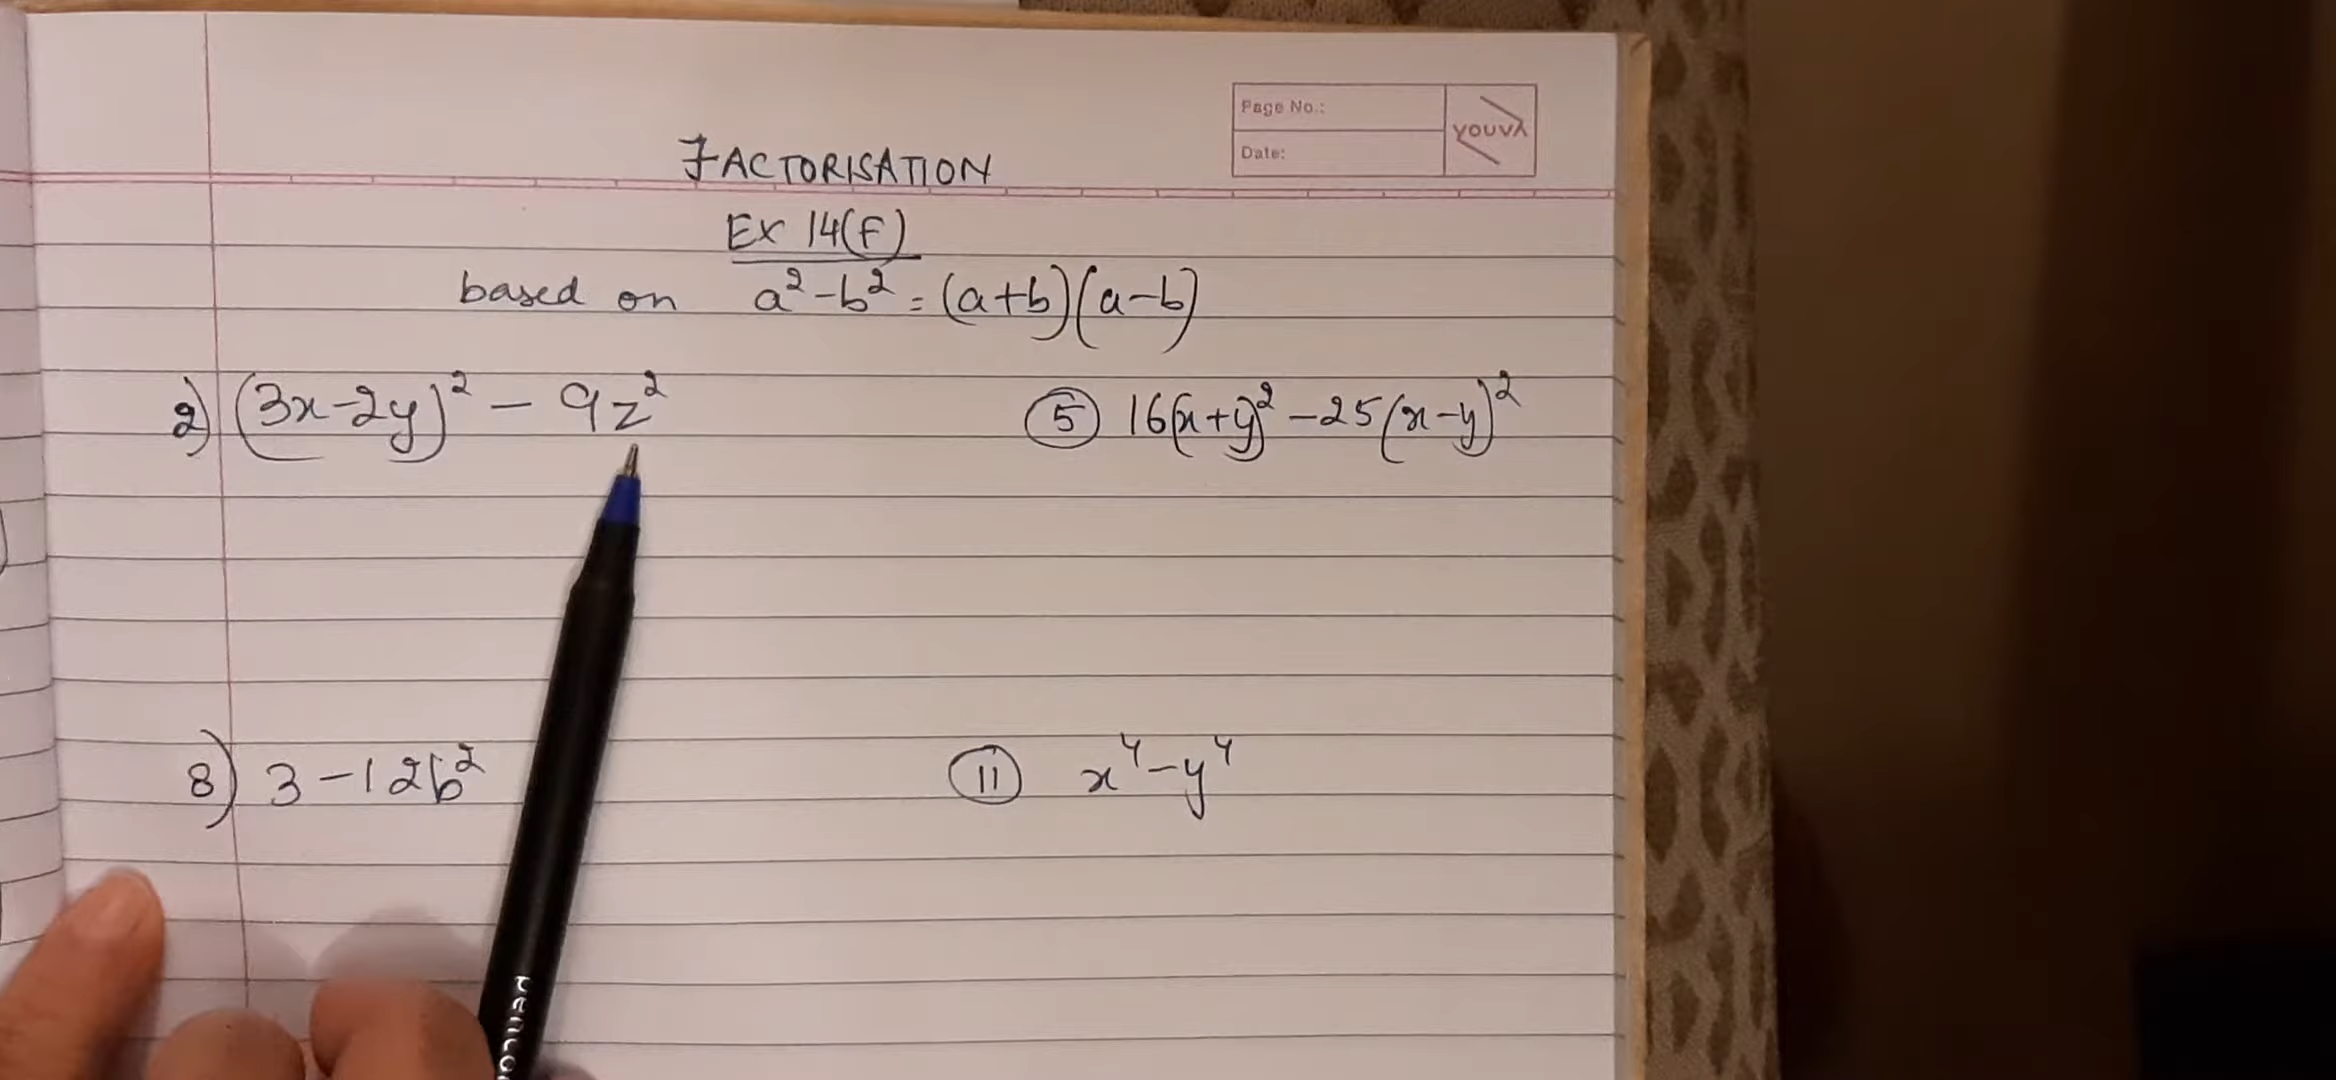 Page No.:
Date:
YOUVA
FACTORISATION
Ex 14(F)
based on a² - b² = (a+b)(a-b)
2) (3x-2y)² - 9z²
⑤ 16(x+y)² - 25(x-y)²
8) 3 - 12b²
⑪ x⁴ - y⁴